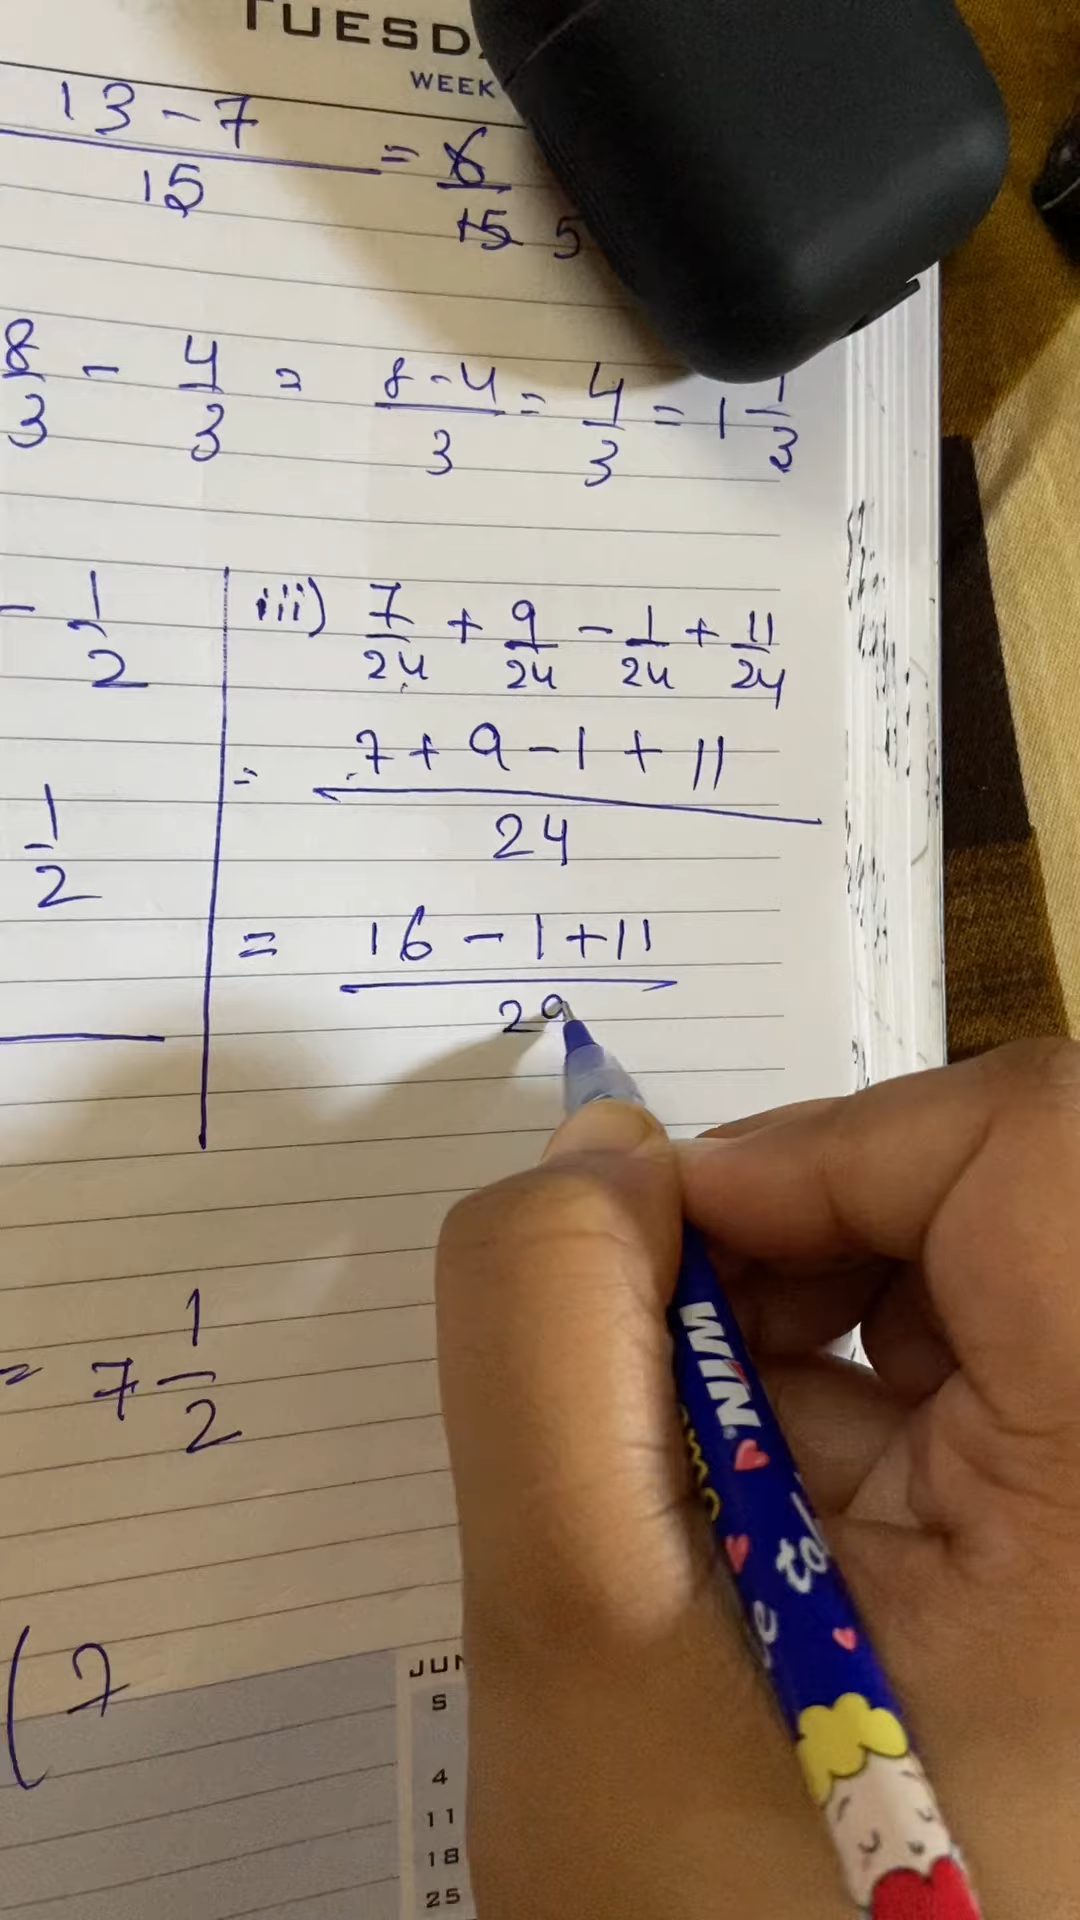 TUESD
WEEK
13 - 7 / 15 = 6 / 15 5
8/3 - 4/3 = 8 - 4 / 3 = 4/3 = 1 1/3
- 1/2
iii) 7/24 + 9/24 - 1/24 + 11/24
= 7 + 9 - 1 + 11 / 24
1/2
= 16 - 1 + 11 / 29
= 7 1/2
( 7
JUN
5
4
11
18
25
WIN